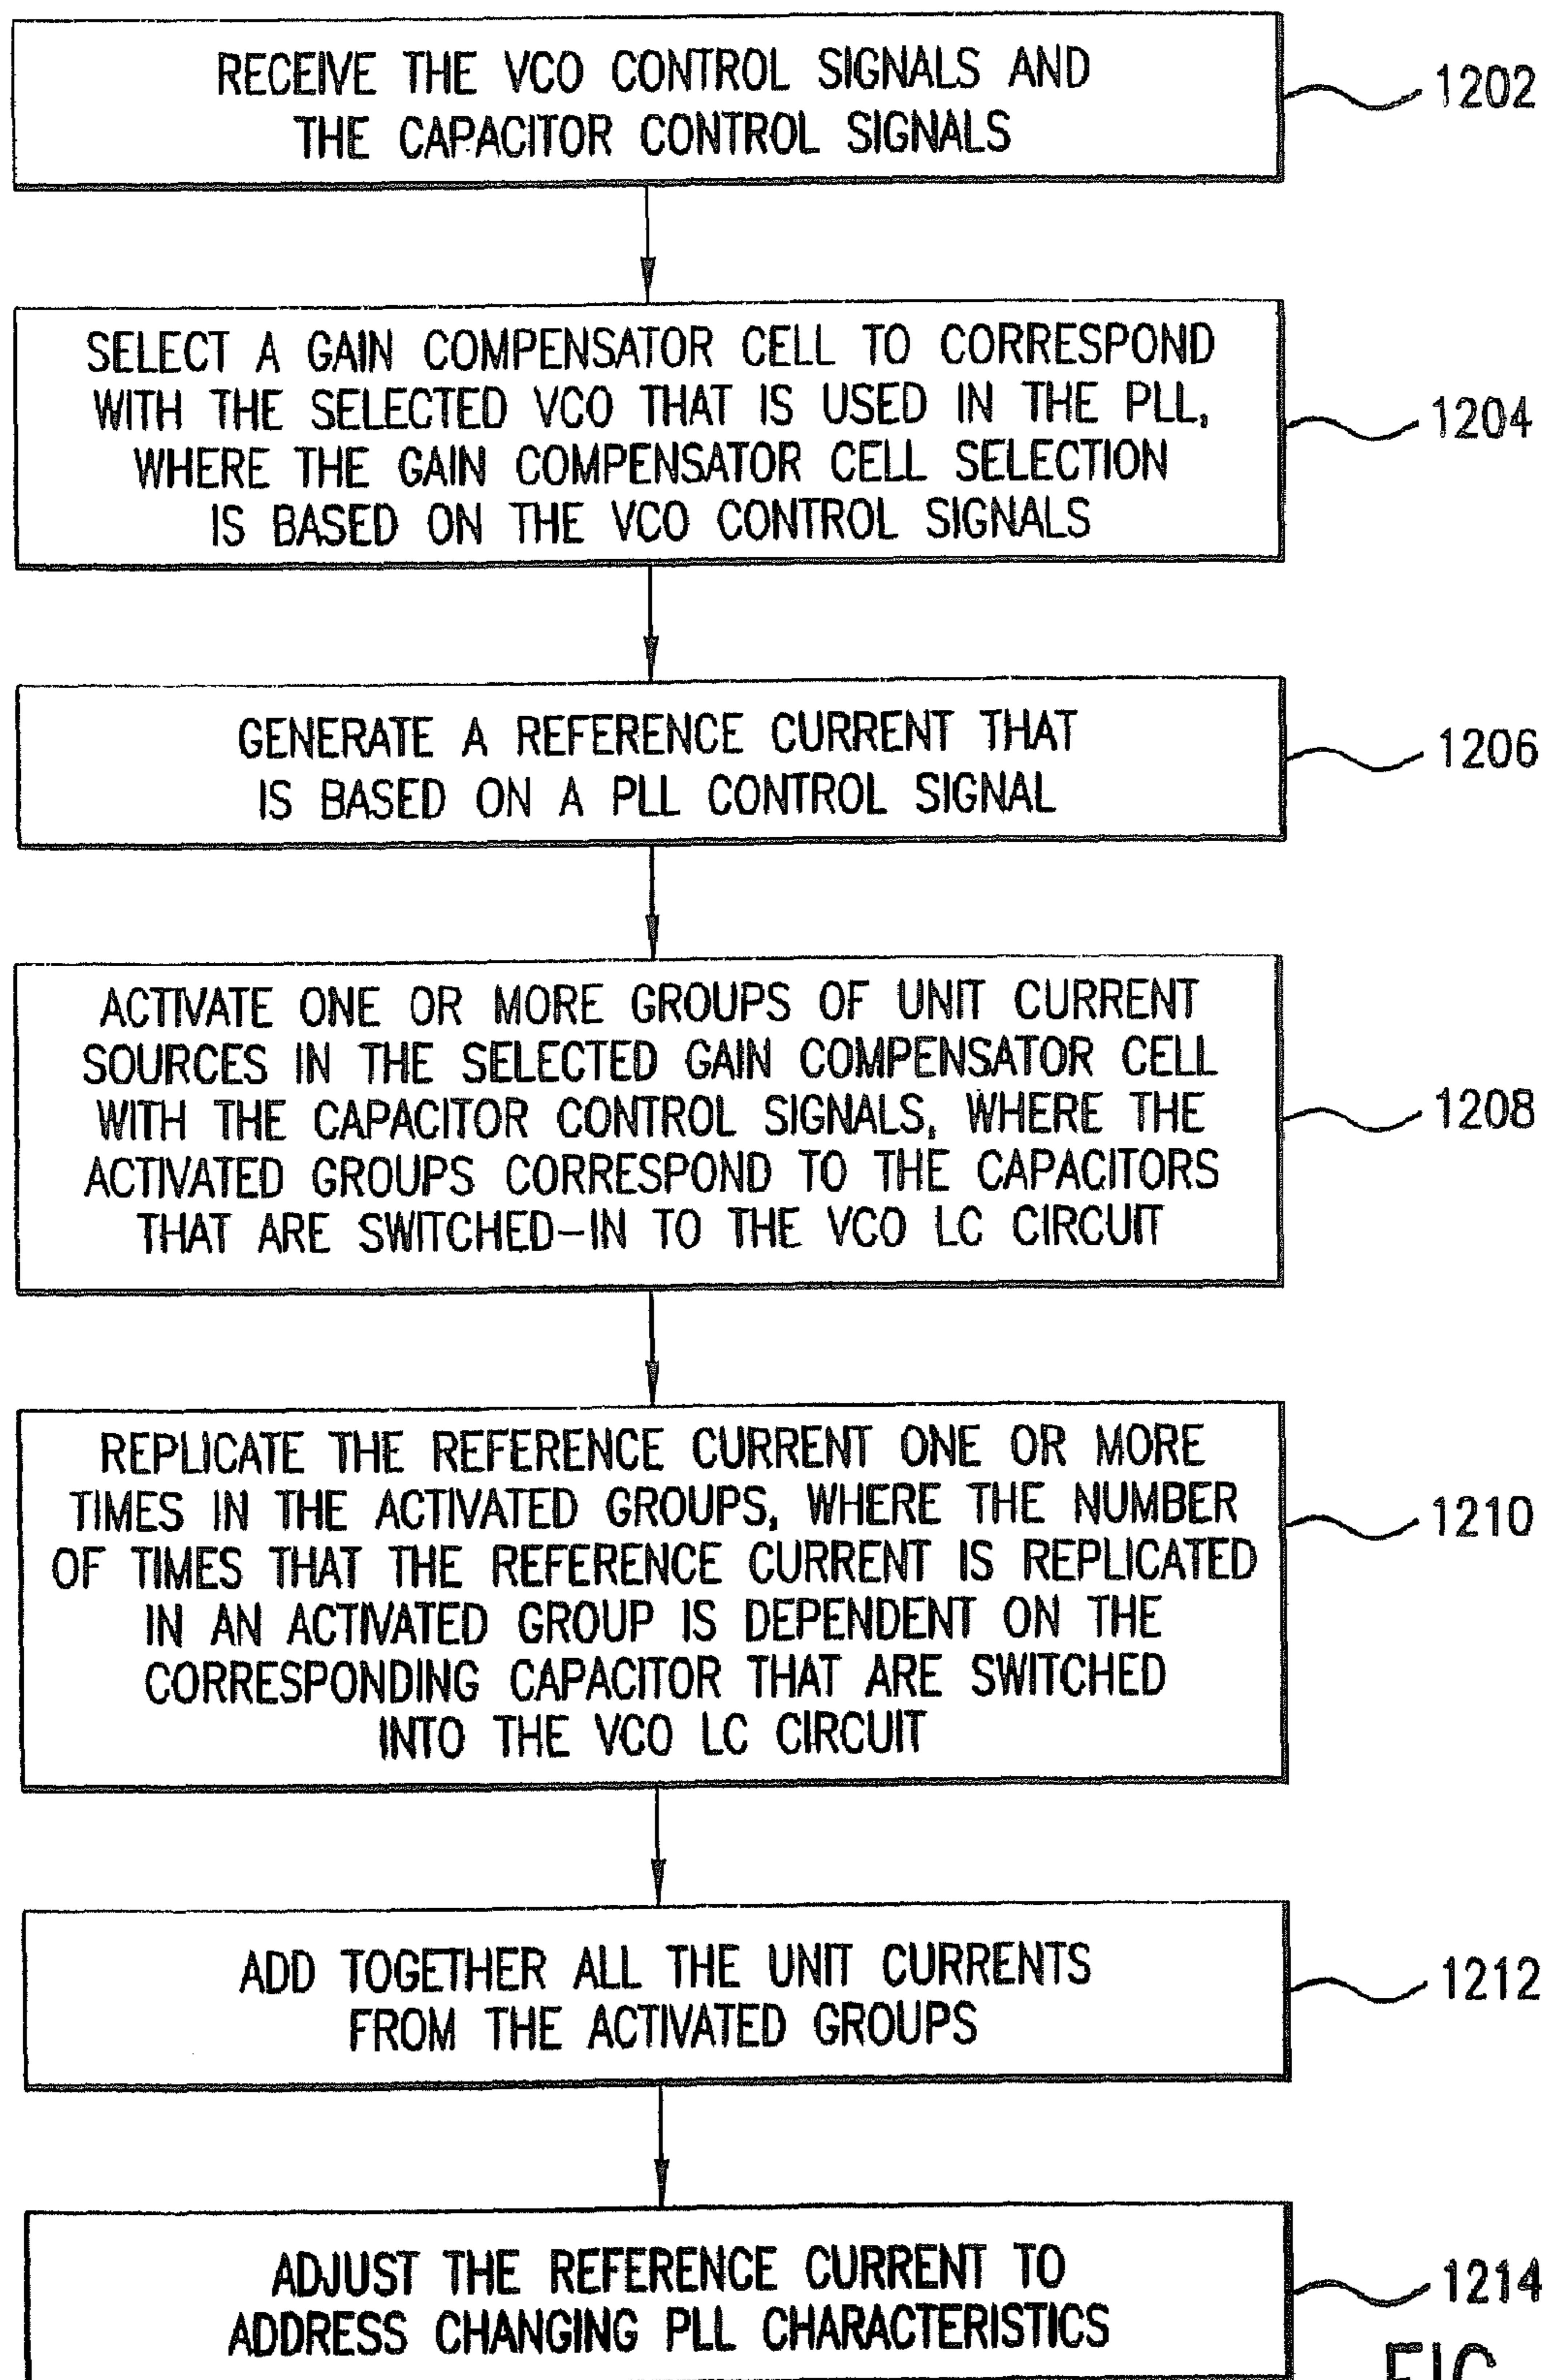 RECEIVE THE VCO CONTROL SIGNALS AND
THE CAPACITOR CONTROL SIGNALS
1202
SELECT A GAIN COMPENSATOR CELL TO CORRESPOND
WITH THE SELECTED VCO THAT IS USED IN THE PLL,
WHERE THE GAIN COMPENSATOR CELL SELECTION
IS BASED ON THE VCO CONTROL SIGNALS
1204
GENERATE A REFERENCE CURRENT THAT
IS BASED ON A PLL CONTROL SIGNAL
1206
ACTIVATE ONE OR MORE GROUPS OF UNIT CURRENT
SOURCES IN THE SELECTED GAIN COMPENSATOR CELL
WITH THE CAPACITOR CONTROL SIGNALS, WHERE THE
ACTIVATED GROUPS CORRESPOND TO THE CAPACITORS
THAT ARE SWITCHED-IN TO THE VCO LC CIRCUIT
1208
REPLICATE THE REFERENCE CURRENT ONE OR MORE
TIMES IN THE ACTIVATED GROUPS, WHERE THE NUMBER
OF TIMES THAT THE REFERENCE CURRENT IS REPLICATED
IN AN ACTIVATED GROUP IS DEPENDENT ON THE
CORRESPONDING CAPACITOR THAT ARE SWITCHED
INTO THE VCO LC CIRCUIT
1210
ADD TOGETHER ALL THE UNIT CURRENTS
FROM THE ACTIVATED GROUPS
1212
ADJUST THE REFERENCE CURRENT TO
ADDRESS CHANGING PLL CHARACTERISTICS
1214
FIG